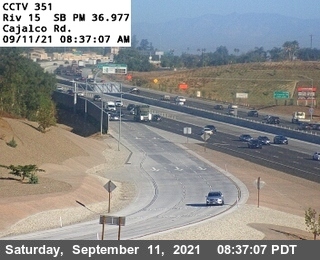 CCTV 351
Riv 15 SB PM 36.977
Cajalco Rd.
09/11/21 08:37:07 AM
Saturday, September 11, 2021 08:37:07 PDT